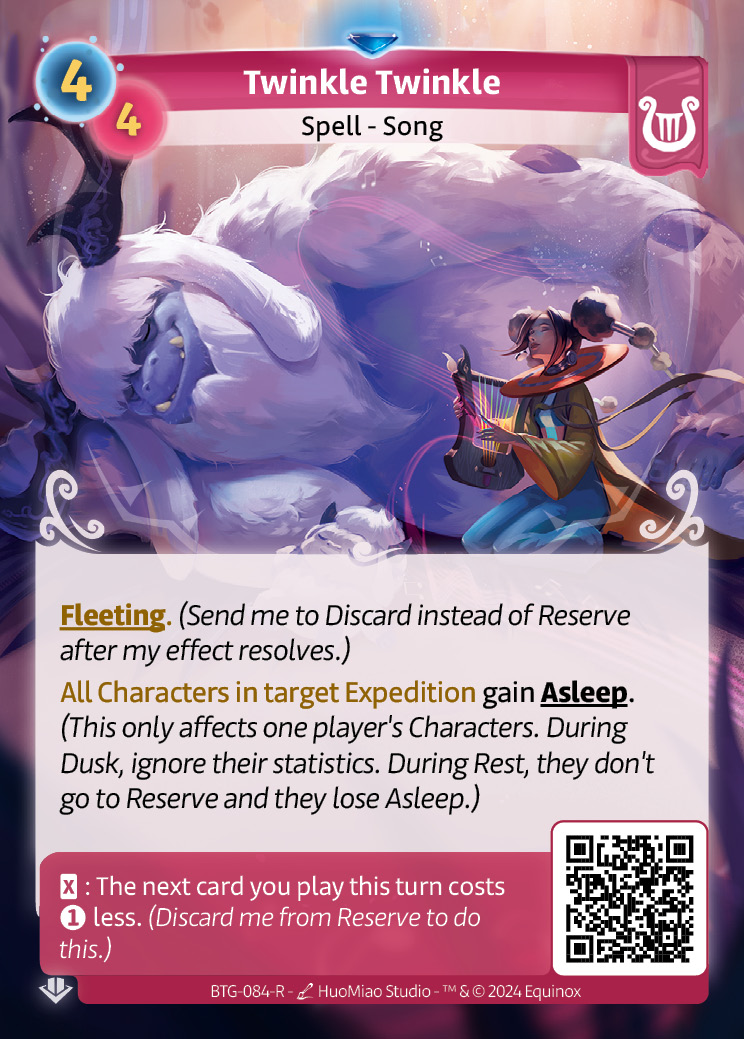 4
Twinkle Twinkle
4
Spell - Song
Fleeting. (Send me to Discard instead of Reserve
after my effect resolves.)
All Characters in target Expedition gain Asleep.
(This only affects one player's Characters. During
Dusk, ignore their statistics. During Rest, they don't
go to Reserve and they lose Asleep.)
X : The next card you play this turn costs
1 less. (Discard me from Reserve to do
this.)
BTG-084-R - HuoMiao Studio - ™ & © 2024 Equinox